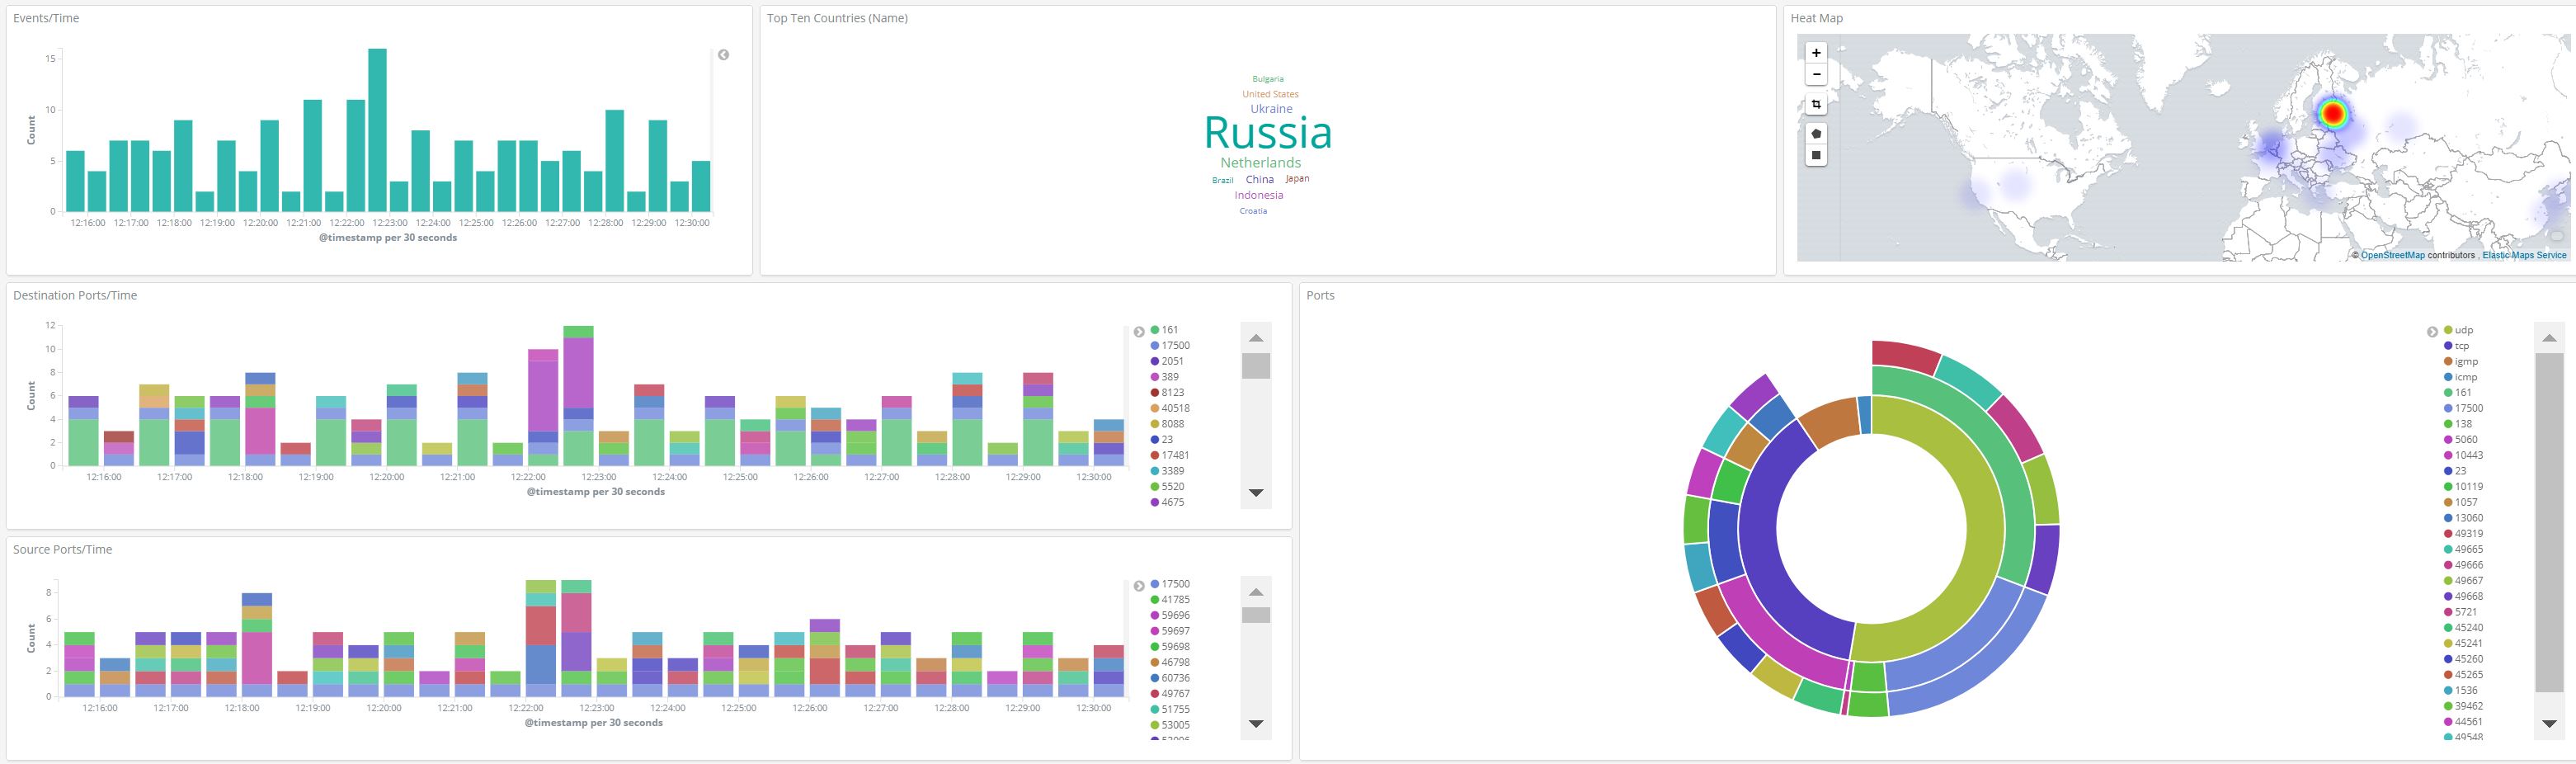 Events/Time
15
10
5
0
Count
12:16:00 12:17:00 12:18:00 12:19:00 12:20:00 12:21:00 12:22:00 12:23:00 12:24:00 12:25:00 12:26:00 12:27:00 12:28:00 12:29:00 12:30:00
@timestamp per 30 seconds
Top Ten Countries (Name)
Bulgaria
United States
Ukraine
Russia
Netherlands
Brazil China Japan
Indonesia
Croatia
Heat Map
+
−
© OpenStreetMap contributors , Elastic Maps Service
Destination Ports/Time
12
10
8
6
4
2
0
Count
12:16:00 12:17:00 12:18:00 12:19:00 12:20:00 12:21:00 12:22:00 12:23:00 12:24:00 12:25:00 12:26:00 12:27:00 12:28:00 12:29:00 12:30:00
@timestamp per 30 seconds
161
17500
2051
389
8123
40518
8088
23
17481
3389
5520
4675
Source Ports/Time
8
6
4
2
0
Count
12:16:00 12:17:00 12:18:00 12:19:00 12:20:00 12:21:00 12:22:00 12:23:00 12:24:00 12:25:00 12:26:00 12:27:00 12:28:00 12:29:00 12:30:00
@timestamp per 30 seconds
17500
41785
59696
59697
59698
46798
60736
49767
51755
53005
Ports
udp
tcp
igmp
icmp
161
17500
138
5060
10443
23
10119
1057
13060
49319
49665
49666
49667
49668
5721
45240
45241
45260
45265
1536
39462
44561
49548